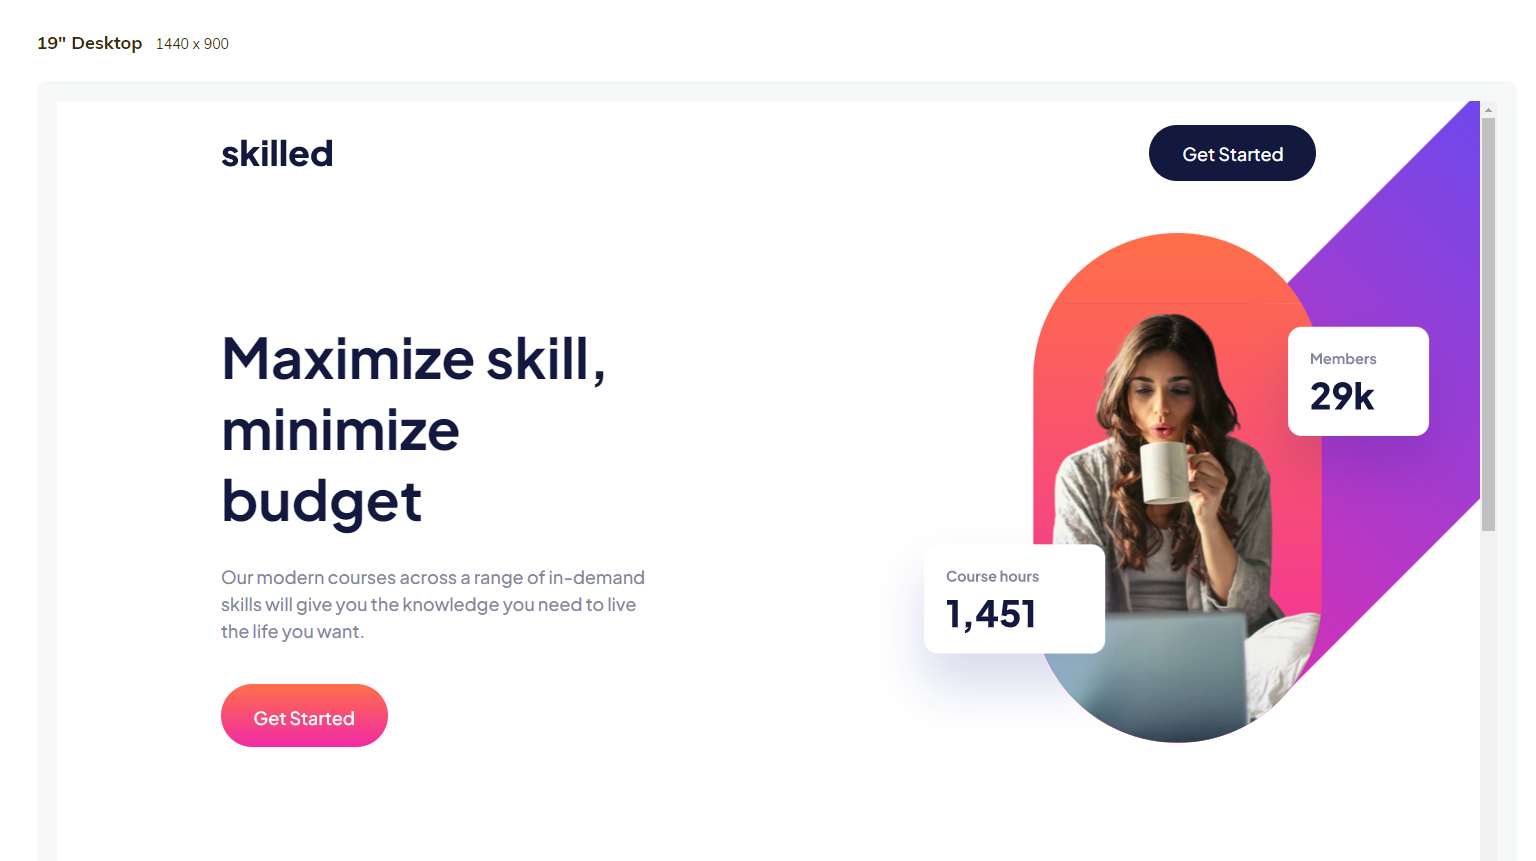 19" Desktop 1440 x 900
skilled
Get Started
Maximize skill,
minimize
budget
Our modern courses across a range of in-demand
skills will give you the knowledge you need to live
the life you want.
Get Started
Members
29k
Course hours
1,451